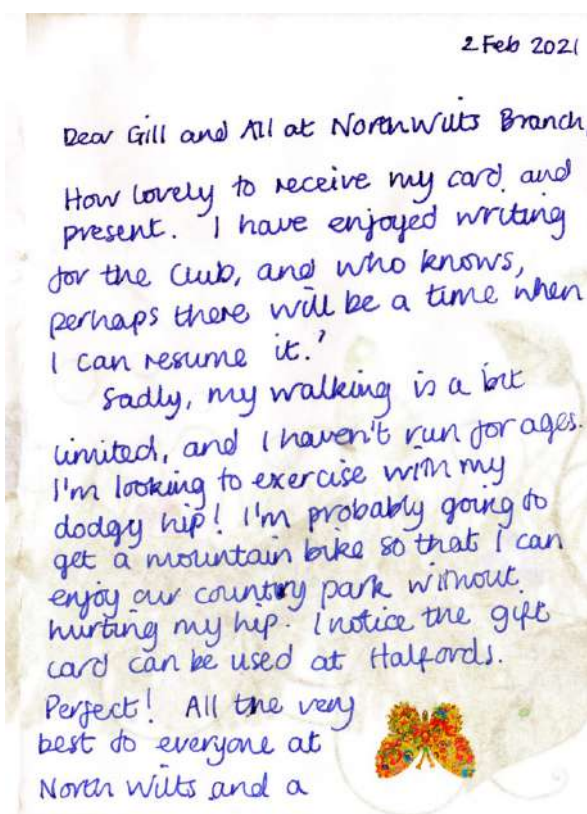 2 Feb 2021
Dear Gill and All at North Wilts Branch,
How lovely to receive my card and
present. I have enjoyed writing
for the Club, and who knows,
perhaps there will be a time when
I can resume it.'
Sadly, my walking is a bit
limited, and I haven't run for ages.
I'm looking to exercise with my
dodgy hip! I'm probably going to
get a mountain bike so that I can
enjoy our country park without
hurting my hip. I notice the gift
card can be used at Halfords.
Perfect! All the very
best to everyone at
North Wilts and a